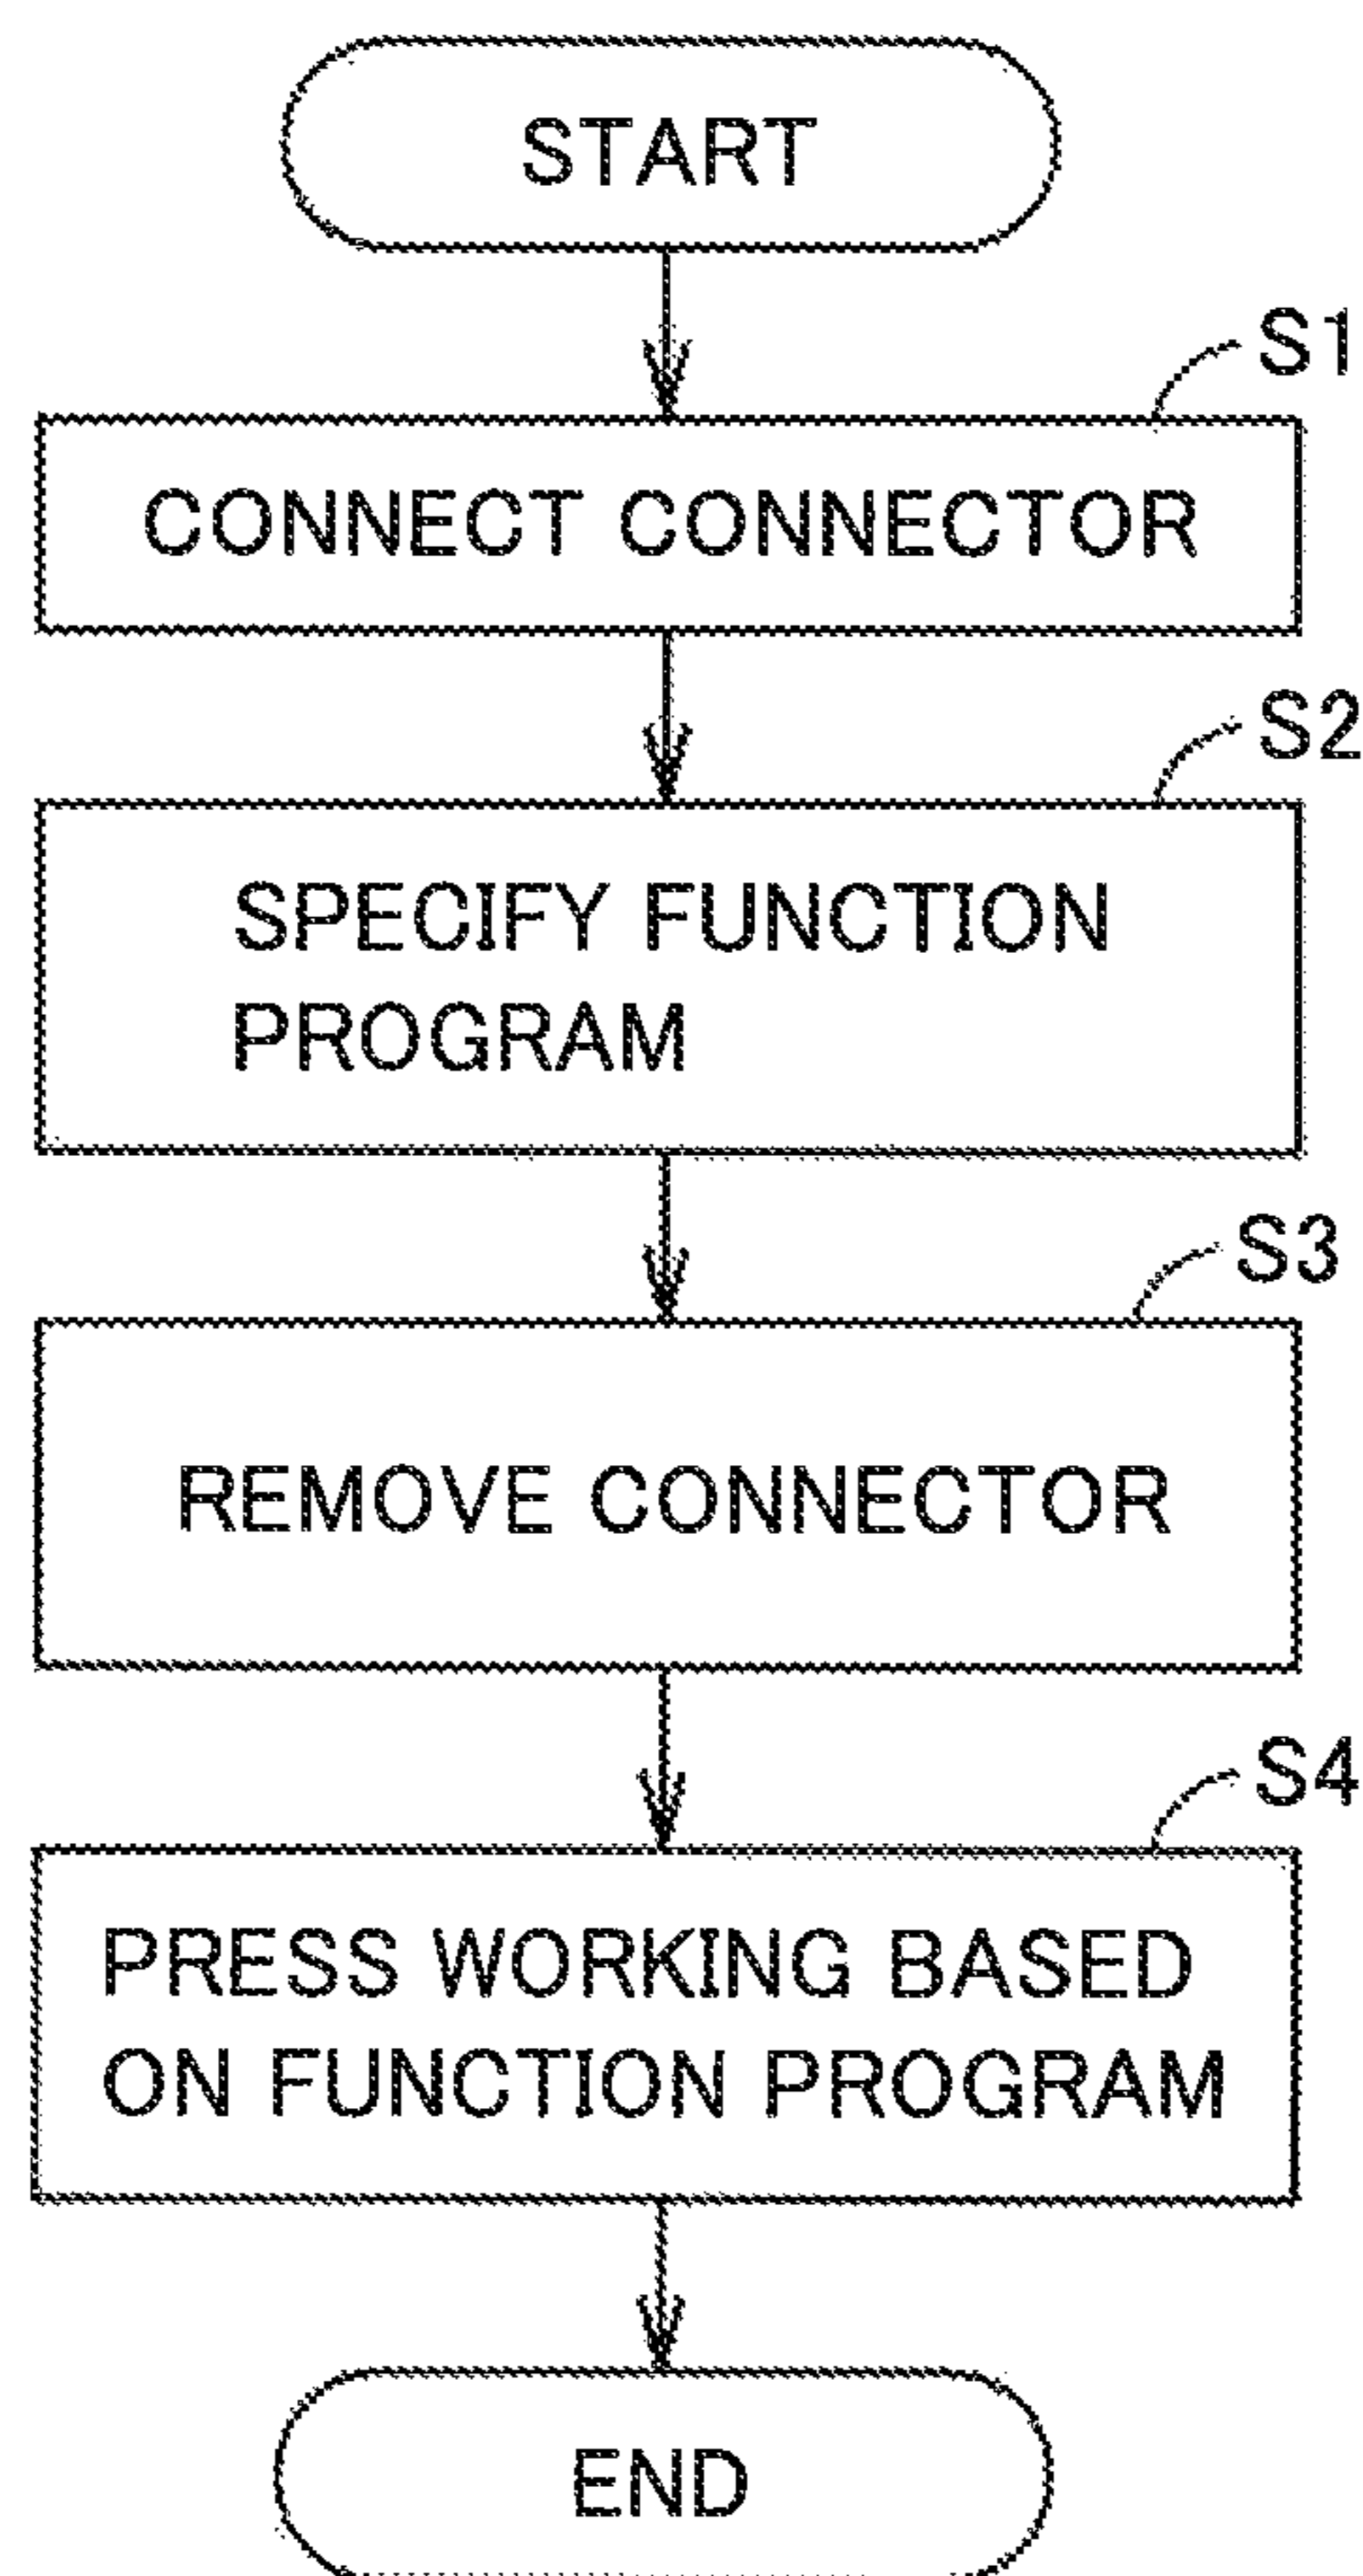 START
S1
CONNECT CONNECTOR
S2
SPECIFY FUNCTION
PROGRAM
S3
REMOVE CONNECTOR
S4
PRESS WORKING BASED
ON FUNCTION PROGRAM
END